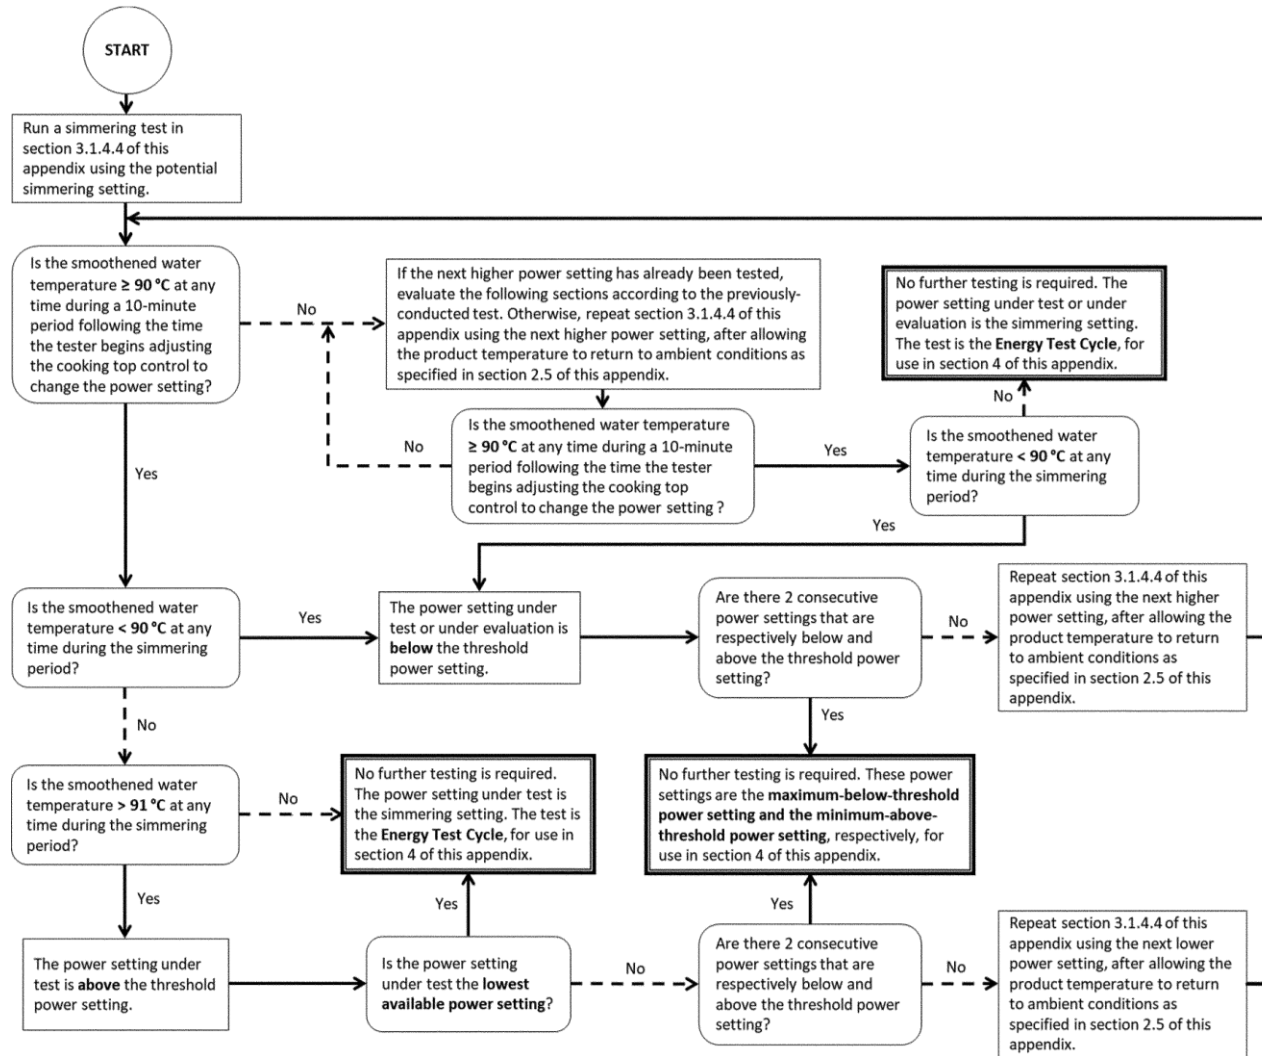 START
Run a simmering test in
section 3.1.4.4 of this
appendix using the potential
simmering setting.
Is the smoothened water
temperature ≥ 90 °C at any
time during a 10-minute
period following the time
the tester begins adjusting
the cooking top control to
change the power setting?
No
If the next higher power setting has already been tested,
evaluate the following sections according to the previously-
conducted test. Otherwise, repeat section 3.1.4.4 of this
appendix using the next higher power setting, after allowing
the product temperature to return to ambient conditions as
specified in section 2.5 of this appendix.
No further testing is required. The
power setting under test or under
evaluation is the simmering setting.
The test is the Energy Test Cycle, for
use in section 4 of this appendix.
No
No
Is the smoothened water temperature
≥ 90 °C at any time during a 10-minute
period following the time the tester
begins adjusting the cooking top
control to change the power setting ?
Yes
Is the smoothened water
temperature < 90 °C at any
time during the simmering
period?
Yes
Yes
Is the smoothened water
temperature < 90 °C at any
time during the simmering
period?
Yes
The power setting under
test or under evaluation is
below the threshold
power setting.
Are there 2 consecutive
power settings that are
respectively below and
above the threshold power
setting?
No
Repeat section 3.1.4.4 of this
appendix using the next higher
power setting, after allowing the
product temperature to return
to ambient conditions as
specified in section 2.5 of this
appendix.
No
Yes
Is the smoothened water
temperature > 91 °C at any
time during the simmering
period?
No
No further testing is required.
The power setting under test is
the simmering setting. The test is
the Energy Test Cycle, for use in
section 4 of this appendix.
No further testing is required. These power
settings are the maximum-below-threshold
power setting and the minimum-above-
threshold power setting, respectively, for
use in section 4 of this appendix.
Yes
Yes
Yes
The power setting under
test is above the threshold
power setting.
Is the power setting
under test the lowest
available power setting?
No
Are there 2 consecutive
power settings that are
respectively below and
above the threshold power
setting?
No
Repeat section 3.1.4.4 of this
appendix using the next lower
power setting, after allowing the
product temperature to return
to ambient conditions as
specified in section 2.5 of this
appendix.